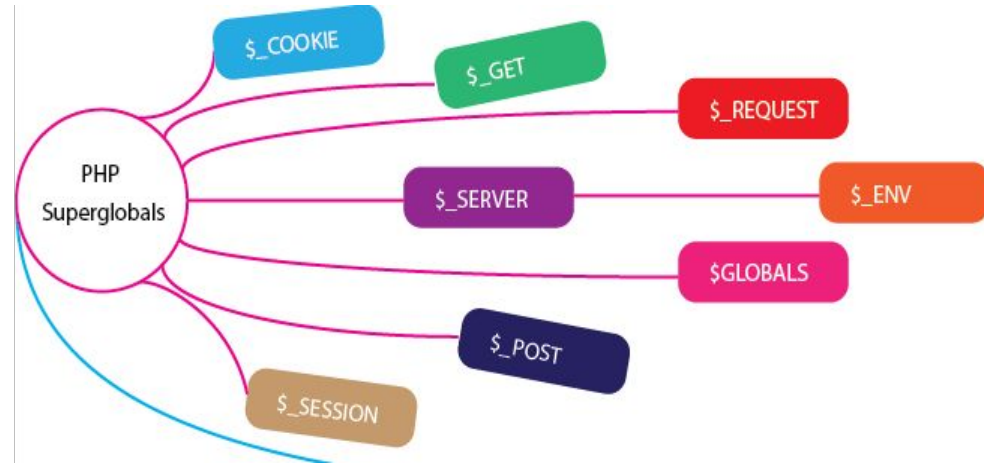 $_COOKIE
$_GET
$_REQUEST
PHP
Superglobals
$_SERVER
$_ENV
$GLOBALS
$_POST
$_SESSION